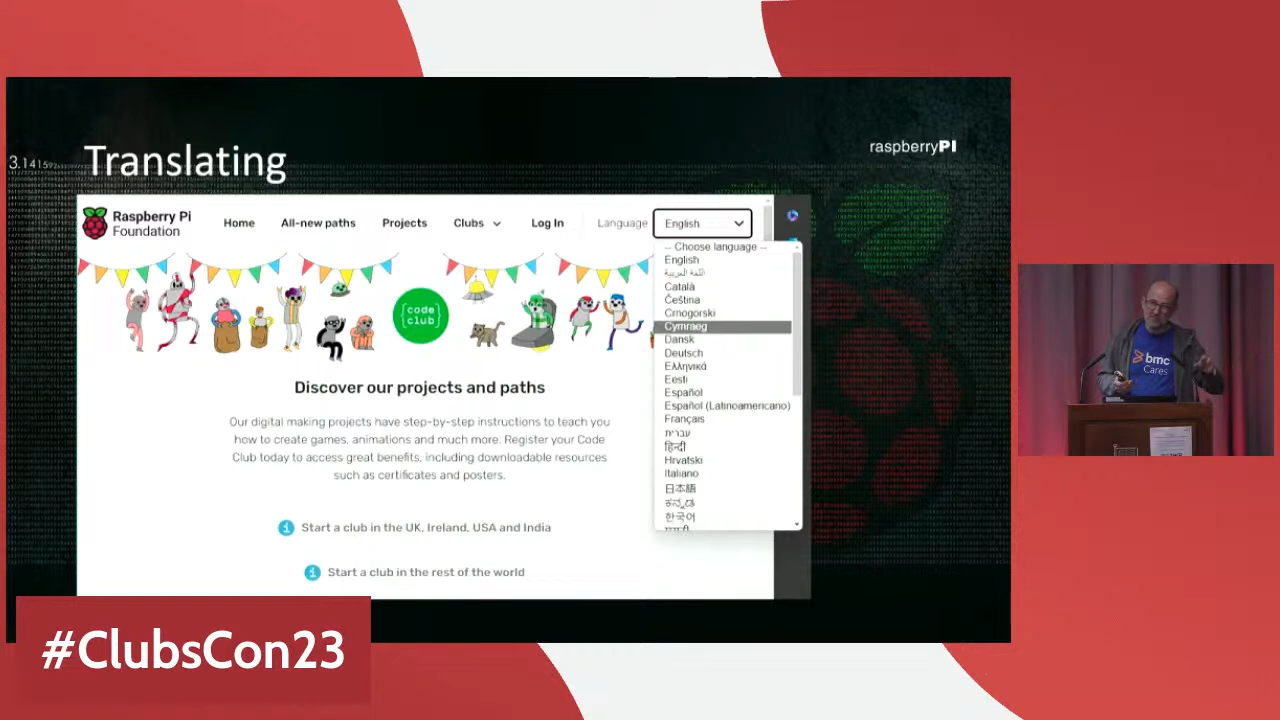 3.14159
Translating
raspberryPI
Raspberry Pi
Foundation
Home
All-new paths
Projects
Clubs
Log In
Language
English
-- Choose language --
English
اللغة العربية
Català
Čeština
Crnogorski
Cymraeg
Dansk
Deutsch
Ελληνικά
Eesti
Español
Español (Latinoamericano)
Français
עברית
हिन्दी
Hrvatski
Italiano
日本語
ಕನ್ನಡ
한국어
{code
club}
Discover our projects and paths
Our digital making projects have step-by-step instructions to teach you
how to create games, animations and much more. Register your Code
Club today to access great benefits, including downloadable resources
such as certificates and posters.
Start a club in the UK, Ireland, USA and India
Start a club in the rest of the world
bmc
Cares
#ClubsCon23